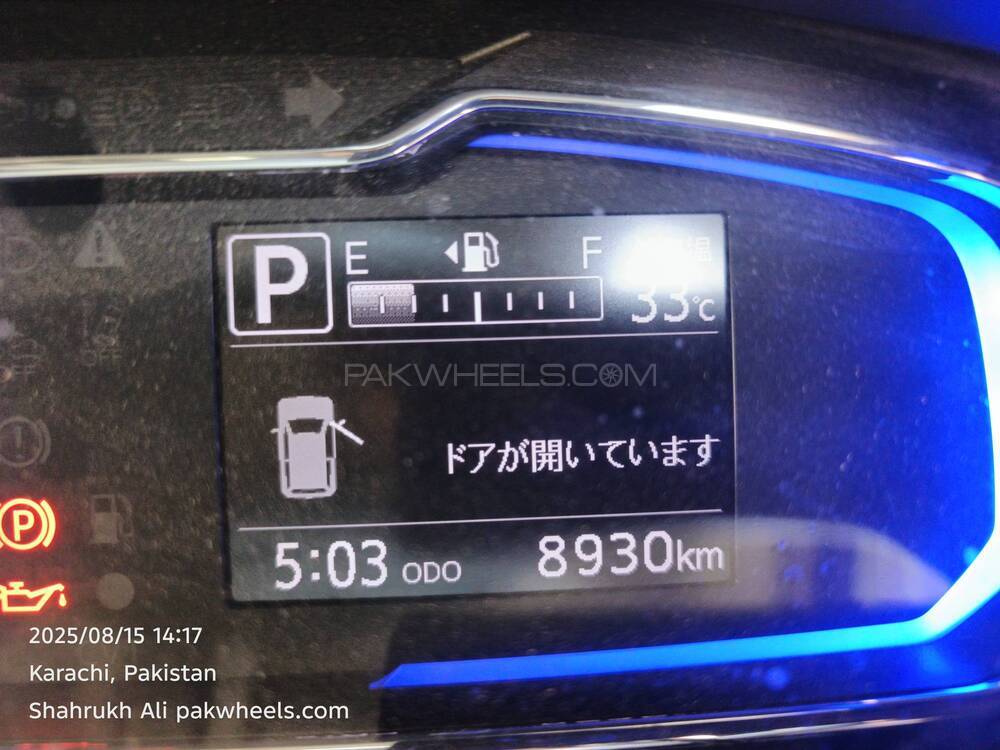 P
E F
33℃
PAKWHEELS.COM
ドアが開いています
5:03 ODO 8930km
OFF
OFF
P
2025/08/15 14:17
Karachi, Pakistan
Shahrukh Ali pakwheels.com